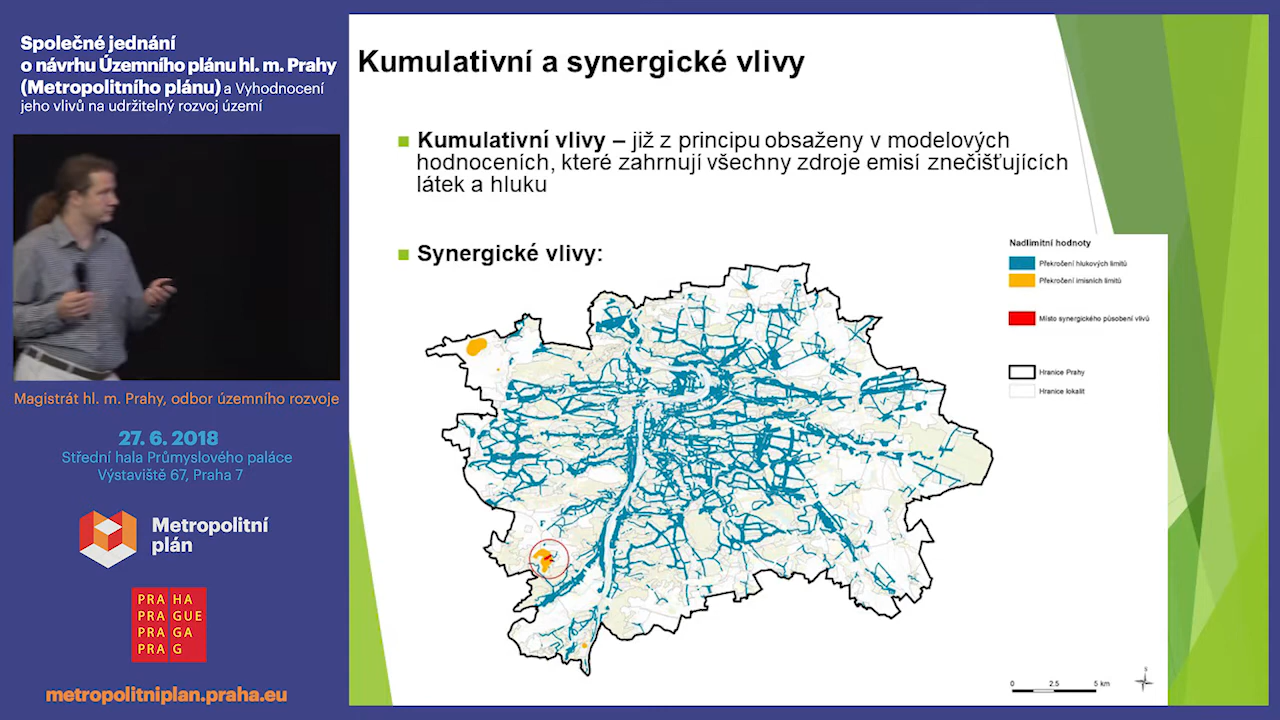 Společné jednání
o návrhu Územního plánu hl. m. Prahy
(Metropolitního plánu) a Vyhodnocení
jeho vlivů na udržitelný rozvoj území
Magistrát hl. m. Prahy, odbor územního rozvoje
27. 6. 2018
Střední hala Průmyslového paláce
Výstaviště 67, Praha 7
Metropolitní
plán
PRA HA
PRA GUE
PRA GA
PRA G
metropolitniplan.praha.eu
Kumulativní a synergické vlivy
Kumulativní vlivy – již z principu obsaženy v modelových
hodnoceních, které zahrnují všechny zdroje emisí znečišťujících
látek a hluku
Synergické vlivy:
Nadlimitní hodnoty
Překročení hlukových limitů
Překročení imisních limitů
Místo synergického působení vlivů
Hranice Prahy
Hranice lokalit
0 2.5 5 km
S